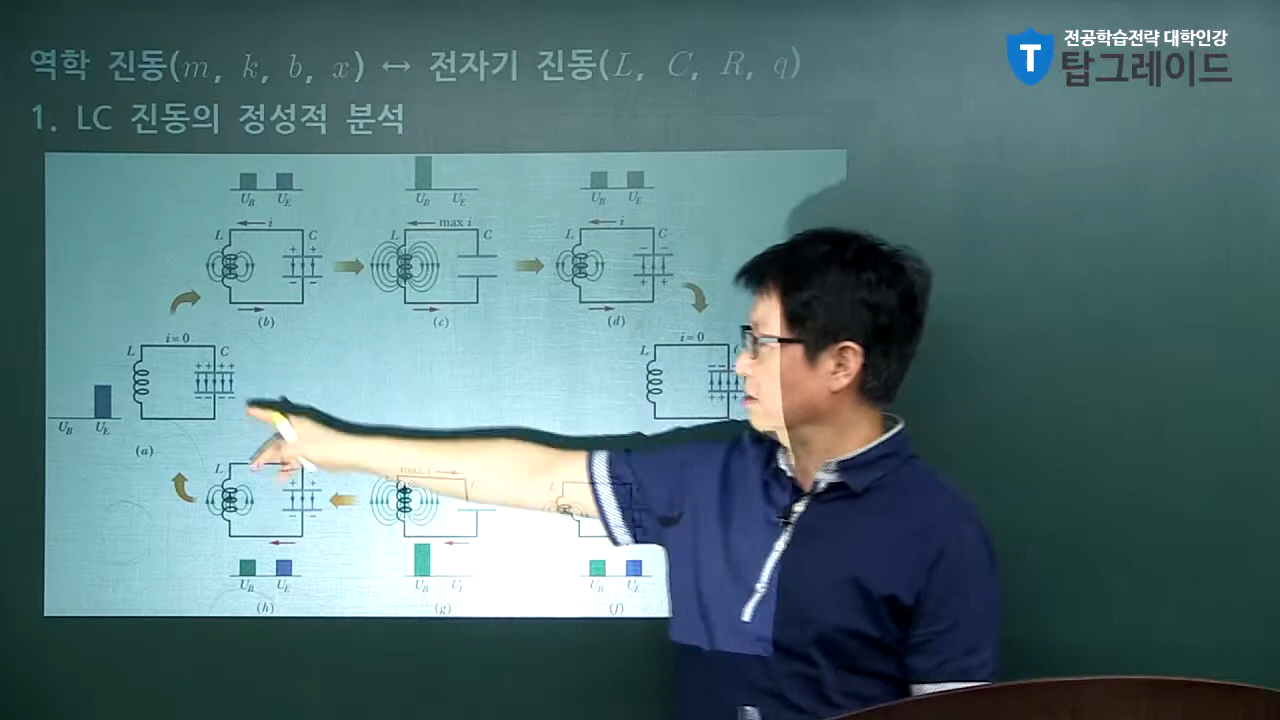 역학 진동(m, k, b, x) ↔ 전자기 진동(L, C, R, q)
1. LC 진동의 정성적 분석
전공학습전략 대학인강
T 탑그레이드
U_B U_E
U_B U_E
U_B U_E
i
max i
i
L C
L C
L C
(b)
(c)
(d)
i=0
i=0
L C
L
U_B U_E
(a)
L
max i
L
U_B U_E
U_B
U_B U_E
(h)
(g)
(f)